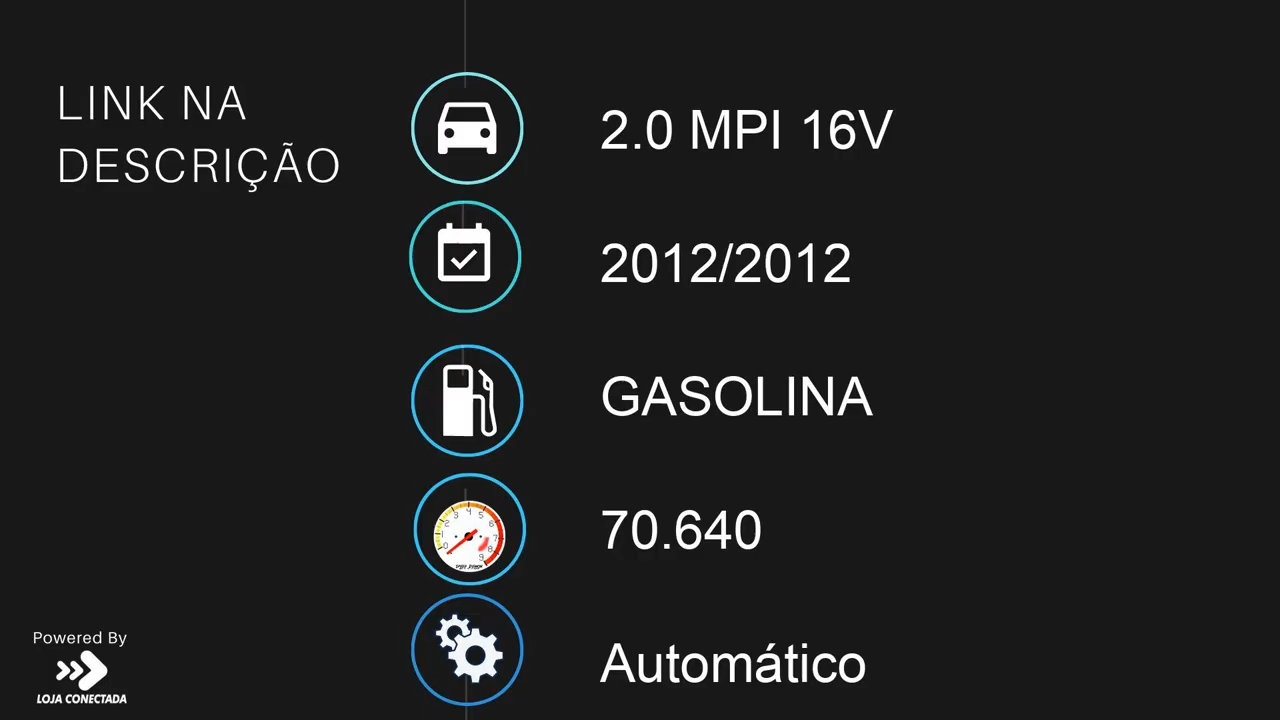 LINK NA
DESCRIÇÃO
2.0 MPI 16V
2012/2012
GASOLINA
70.640
Automático
Powered By
LOJA CONECTADA